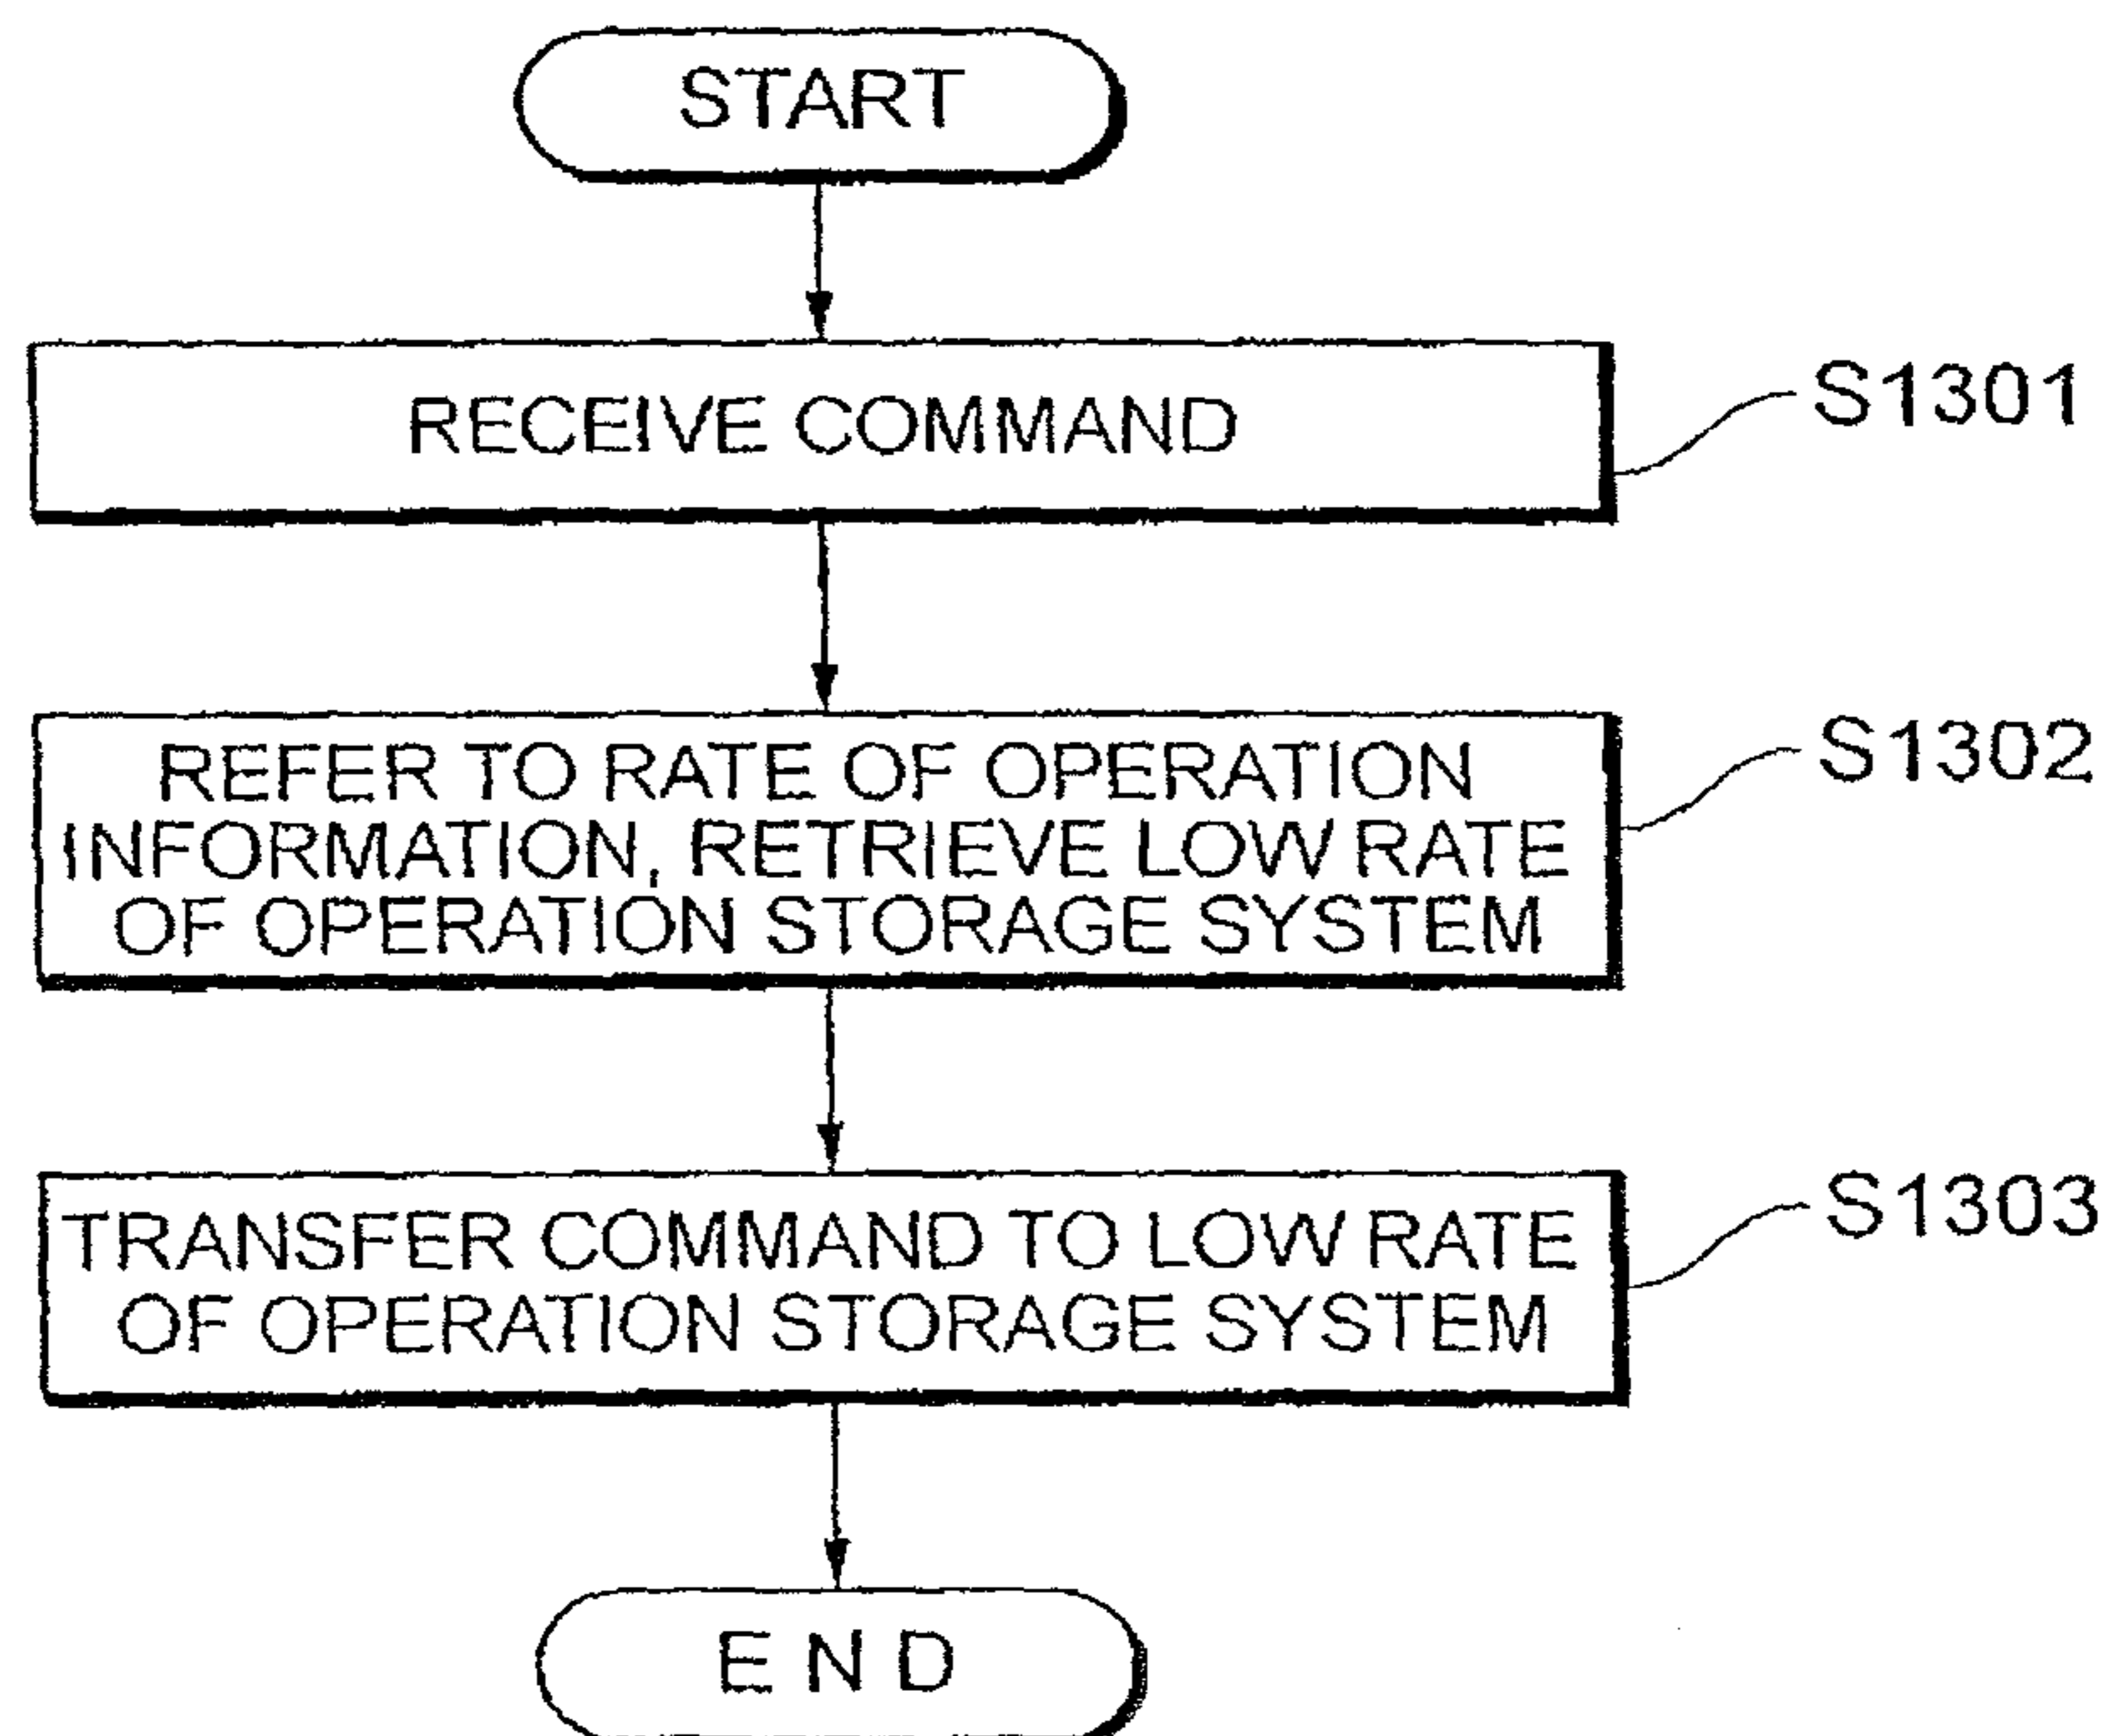 START
RECEIVE COMMAND
S1301
REFER TO RATE OF OPERATION
INFORMATION, RETRIEVE LOW RATE
OF OPERATION STORAGE SYSTEM
S1302
TRANSFER COMMAND TO LOW RATE
OF OPERATION STORAGE SYSTEM
S1303
END